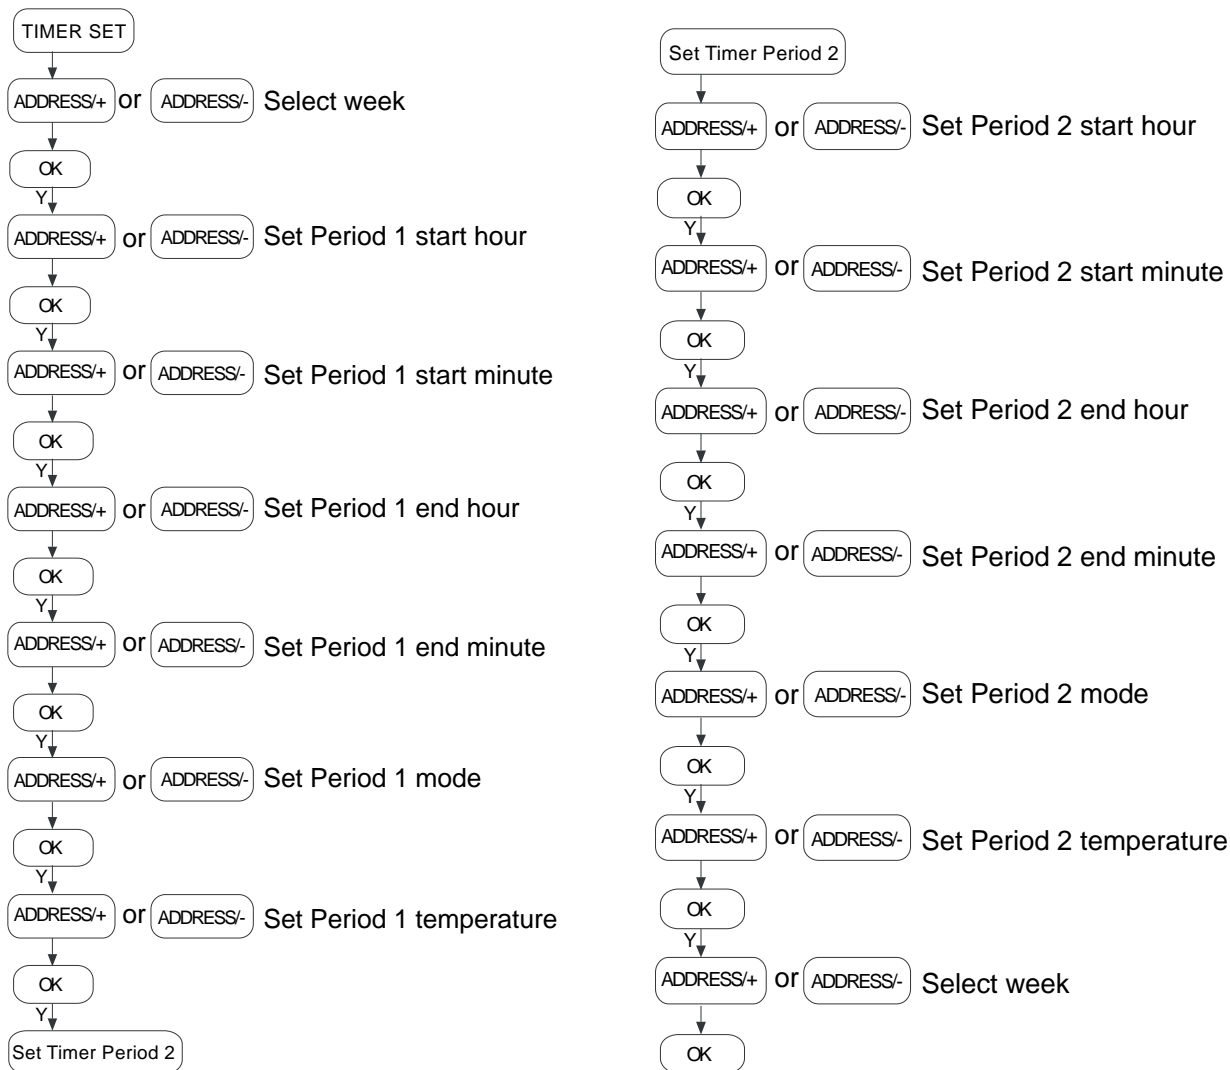 TIMER SET
ADDRESS/+ or ADDRESS/- Select week
OK
Y
ADDRESS/+ or ADDRESS/- Set Period 1 start hour
OK
Y
ADDRESS/+ or ADDRESS/- Set Period 1 start minute
OK
Y
ADDRESS/+ or ADDRESS/- Set Period 1 end hour
OK
Y
ADDRESS/+ or ADDRESS/- Set Period 1 end minute
OK
Y
ADDRESS/+ or ADDRESS/- Set Period 1 mode
OK
Y
ADDRESS/+ or ADDRESS/- Set Period 1 temperature
OK
Y
Set Timer Period 2
Set Timer Period 2
ADDRESS/+ or ADDRESS/- Set Period 2 start hour
OK
Y
ADDRESS/+ or ADDRESS/- Set Period 2 start minute
OK
Y
ADDRESS/+ or ADDRESS/- Set Period 2 end hour
OK
Y
ADDRESS/+ or ADDRESS/- Set Period 2 end minute
OK
Y
ADDRESS/+ or ADDRESS/- Set Period 2 mode
OK
Y
ADDRESS/+ or ADDRESS/- Set Period 2 temperature
OK
Y
ADDRESS/+ or ADDRESS/- Select week
OK